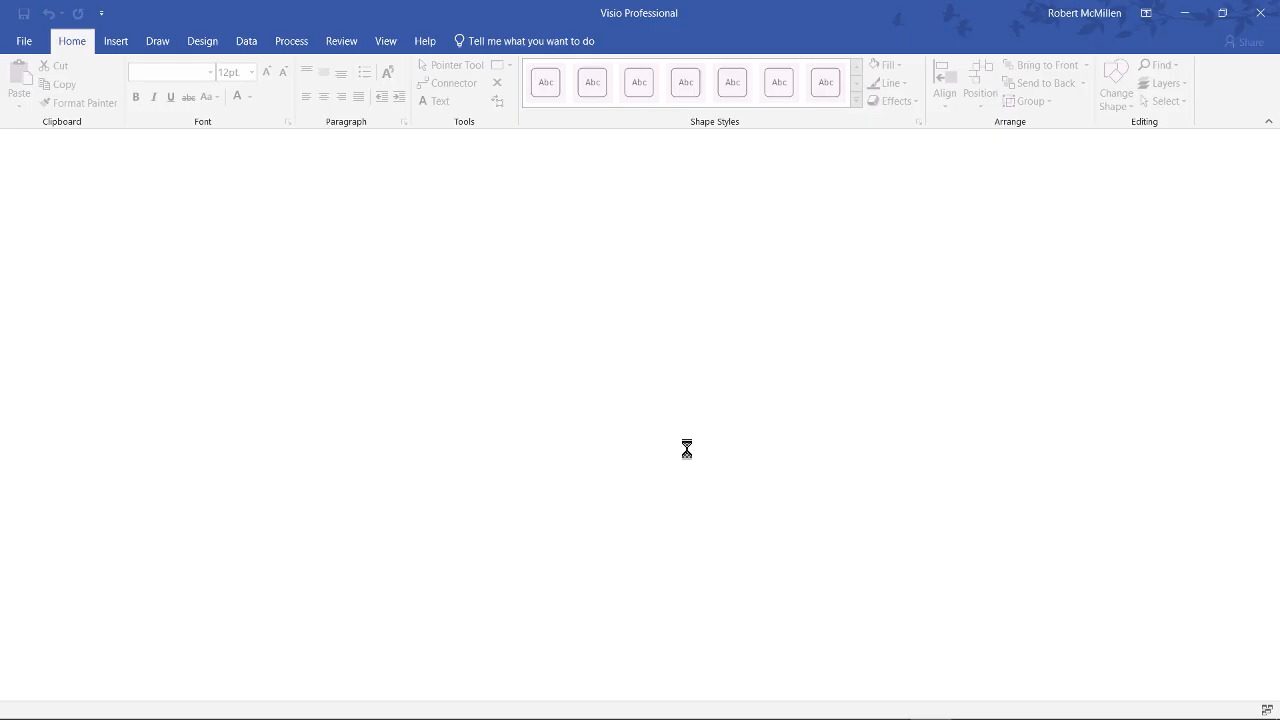 Visio Professional
Robert McMillen
File Home Insert Draw Design Data Process Review View Help Tell me what you want to do Share
Paste Cut Copy Format Painter
12pt.
B I U abc Aa A
Pointer Tool
Connector
A Text
Abc Abc Abc Abc Abc Abc Abc
Fill
Line
Effects
Align Position
Bring to Front
Send to Back
Group
Change Shape
Find
Layers
Select
Clipboard Font Paragraph Tools Shape Styles Arrange Editing